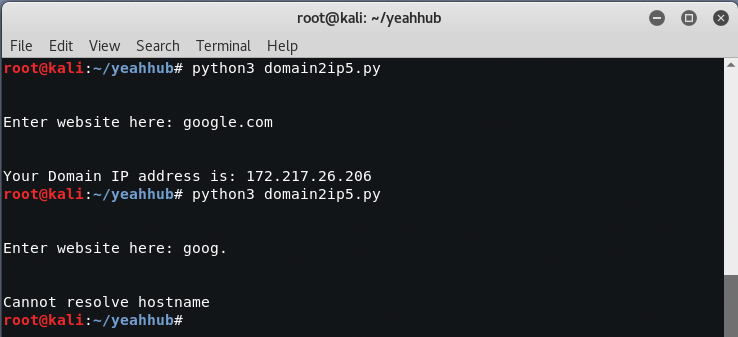 root@kali: ~/yeahhub
File Edit View Search Terminal Help
root@kali:~/yeahhub# python3 domain2ip5.py
Enter website here: google.com
Your Domain IP address is: 172.217.26.206
root@kali:~/yeahhub# python3 domain2ip5.py
Enter website here: goog.
Cannot resolve hostname
root@kali:~/yeahhub#